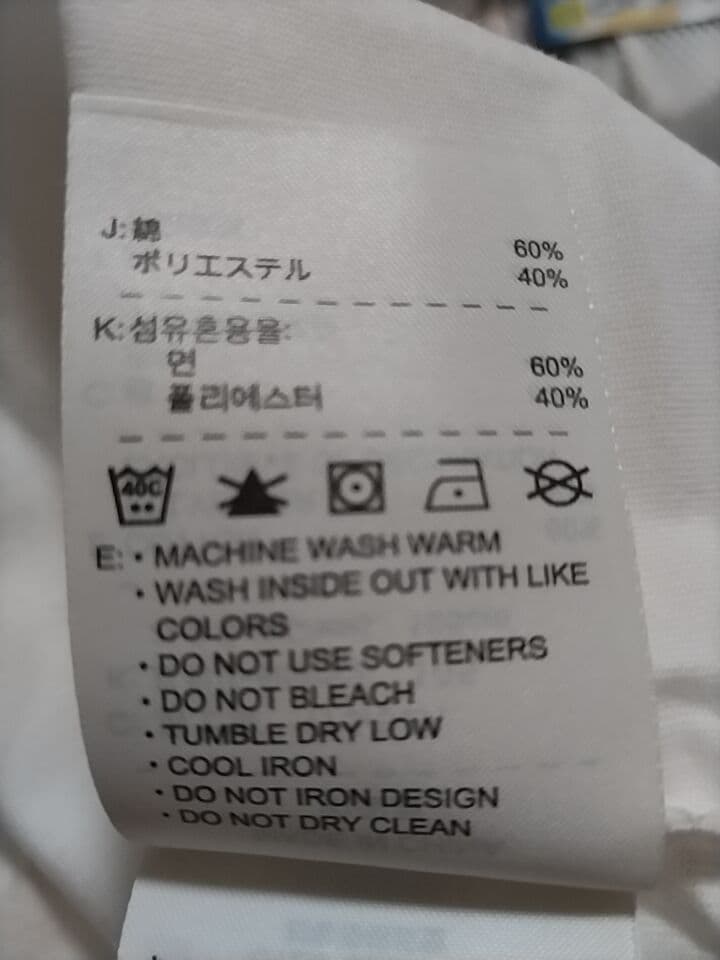 J: 綿 60%
ポリエステル 40%
K: 섬유혼용율:
면 60%
폴리에스터 40%
40C
E: • MACHINE WASH WARM
• WASH INSIDE OUT WITH LIKE
COLORS
• DO NOT USE SOFTENERS
• DO NOT BLEACH
• TUMBLE DRY LOW
• COOL IRON
• DO NOT IRON DESIGN
• DO NOT DRY CLEAN